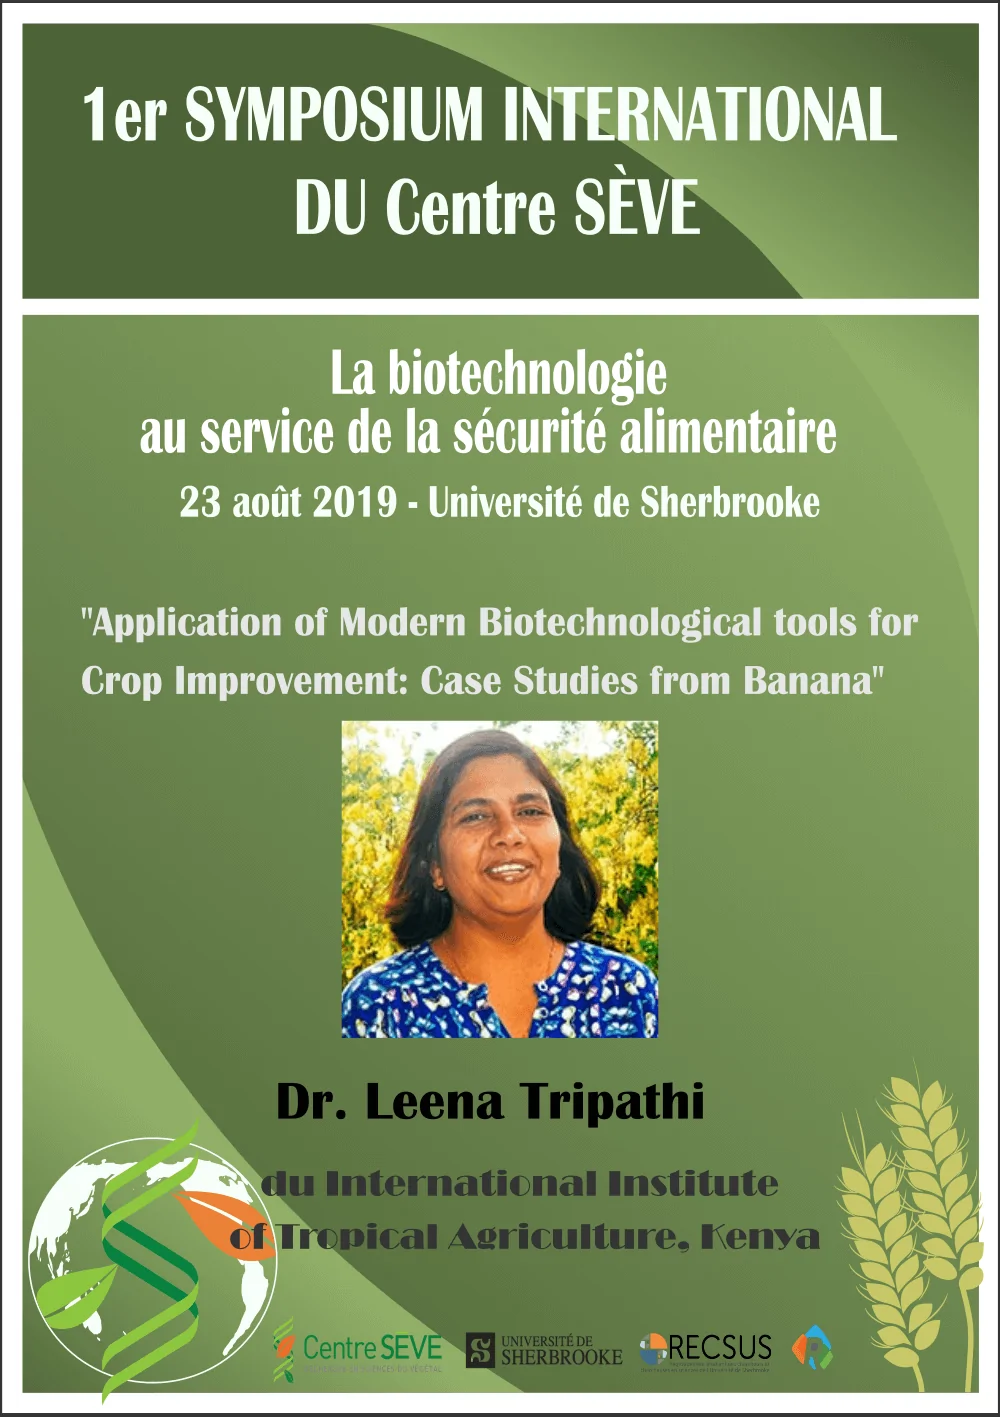 1er SYMPOSIUM INTERNATIONAL
DU Centre SÈVE
La biotechnologie
au service de la sécurité alimentaire
23 août 2019 - Université de Sherbrooke
"Application of Modern Biotechnological tools for
Crop Improvement: Case Studies from Banana"
Dr. Leena Tripathi
du International Institute
of Tropical Agriculture, Kenya
Centre SEVE
UNIVERSITÉ DE
SHERBROOKE
RECSUS